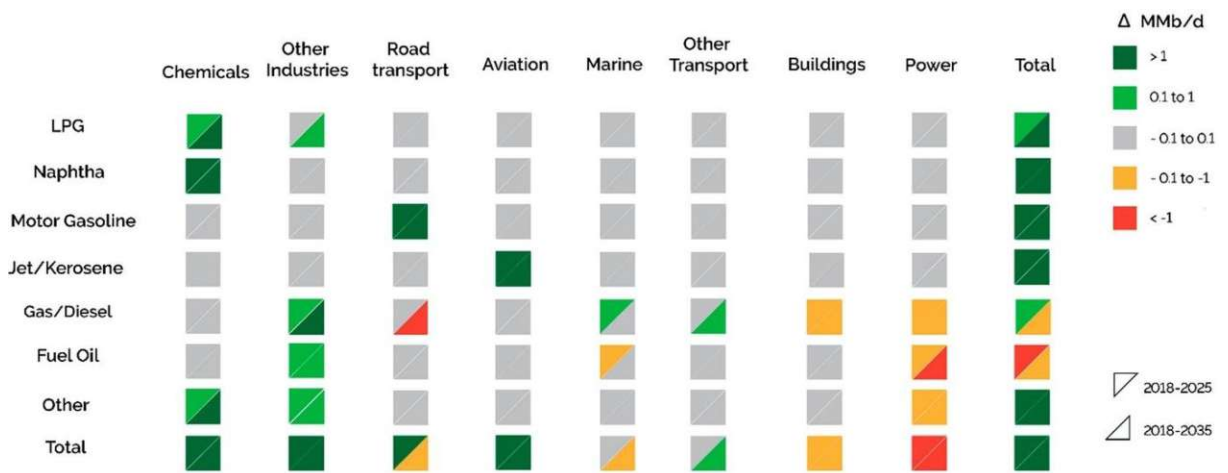 Δ MMb/d
Chemicals
Other
Industries
Road
transport
Aviation
Marine
Other
Transport
Buildings
Power
Total
> 1
0.1 to 1
- 0.1 to 0.1
- 0.1 to -1
< -1
LPG
Naphtha
Motor Gasoline
Jet/Kerosene
Gas/Diesel
Fuel Oil
Other
Total
2018-2025
2018-2035